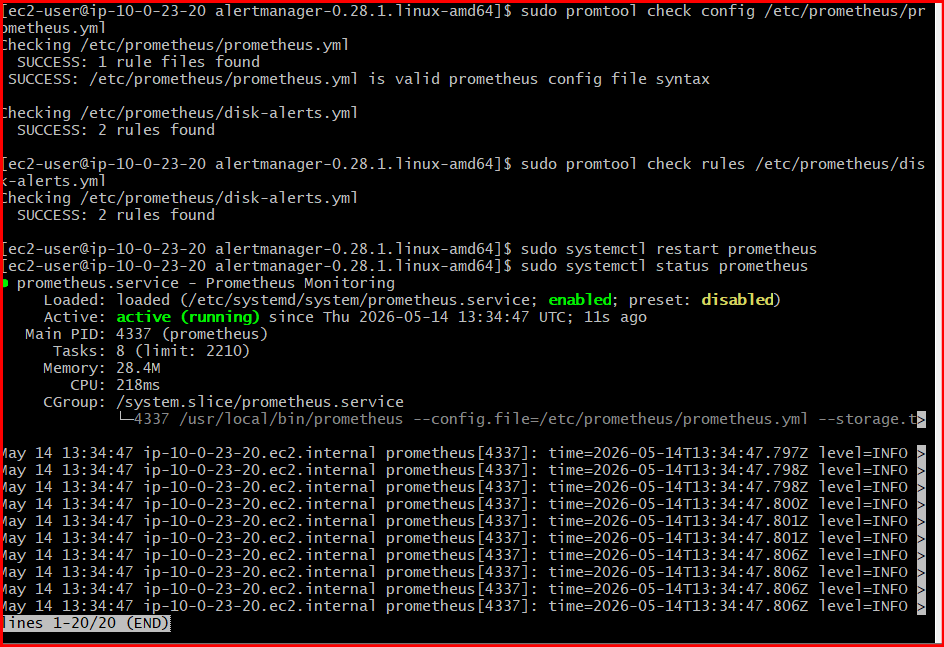 [ec2-user@ip-10-0-23-20 alertmanager-0.28.1.linux-amd64]$ sudo promtool check config /etc/prometheus/pr
ometheus.yml
Checking /etc/prometheus/prometheus.yml
  SUCCESS: 1 rule files found
 SUCCESS: /etc/prometheus/prometheus.yml is valid prometheus config file syntax

Checking /etc/prometheus/disk-alerts.yml
  SUCCESS: 2 rules found

[ec2-user@ip-10-0-23-20 alertmanager-0.28.1.linux-amd64]$ sudo promtool check rules /etc/prometheus/dis
k-alerts.yml
Checking /etc/prometheus/disk-alerts.yml
  SUCCESS: 2 rules found

[ec2-user@ip-10-0-23-20 alertmanager-0.28.1.linux-amd64]$ sudo systemctl restart prometheus
[ec2-user@ip-10-0-23-20 alertmanager-0.28.1.linux-amd64]$ sudo systemctl status prometheus
● prometheus.service - Prometheus Monitoring
     Loaded: loaded (/etc/systemd/system/prometheus.service; enabled; preset: disabled)
     Active: active (running) since Thu 2026-05-14 13:34:47 UTC; 11s ago
   Main PID: 4337 (prometheus)
      Tasks: 8 (limit: 2210)
     Memory: 28.4M
        CPU: 218ms
     CGroup: /system.slice/prometheus.service
             └─4337 /usr/local/bin/prometheus --config.file=/etc/prometheus/prometheus.yml --storage.t>

May 14 13:34:47 ip-10-0-23-20.ec2.internal prometheus[4337]: time=2026-05-14T13:34:47.797Z level=INFO >
May 14 13:34:47 ip-10-0-23-20.ec2.internal prometheus[4337]: time=2026-05-14T13:34:47.798Z level=INFO >
May 14 13:34:47 ip-10-0-23-20.ec2.internal prometheus[4337]: time=2026-05-14T13:34:47.798Z level=INFO >
May 14 13:34:47 ip-10-0-23-20.ec2.internal prometheus[4337]: time=2026-05-14T13:34:47.800Z level=INFO >
May 14 13:34:47 ip-10-0-23-20.ec2.internal prometheus[4337]: time=2026-05-14T13:34:47.801Z level=INFO >
May 14 13:34:47 ip-10-0-23-20.ec2.internal prometheus[4337]: time=2026-05-14T13:34:47.801Z level=INFO >
May 14 13:34:47 ip-10-0-23-20.ec2.internal prometheus[4337]: time=2026-05-14T13:34:47.806Z level=INFO >
May 14 13:34:47 ip-10-0-23-20.ec2.internal prometheus[4337]: time=2026-05-14T13:34:47.806Z level=INFO >
May 14 13:34:47 ip-10-0-23-20.ec2.internal prometheus[4337]: time=2026-05-14T13:34:47.806Z level=INFO >
May 14 13:34:47 ip-10-0-23-20.ec2.internal prometheus[4337]: time=2026-05-14T13:34:47.806Z level=INFO >
lines 1-20/20 (END)